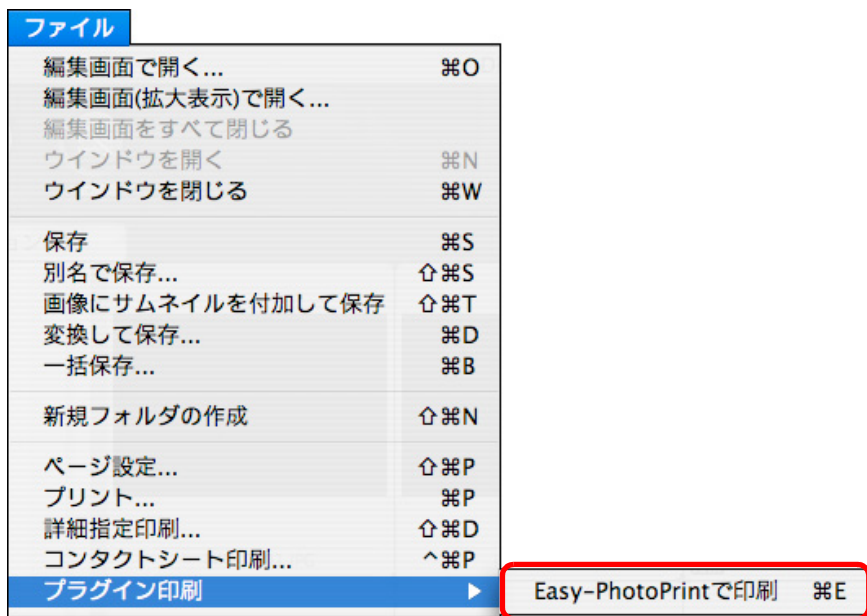 ファイル
編集画面で開く... ⌘O
編集画面(拡大表示)で開く...
編集画面をすべて閉じる
ウインドウを開く ⌘N
ウインドウを閉じる ⌘W
保存 ⌘S
別名で保存... ⇧⌘S
画像にサムネイルを付加して保存 ⇧⌘T
変換して保存... ⌘D
一括保存... ⌘B
新規フォルダの作成 ⇧⌘N
ページ設定... ⇧⌘P
プリント... ⌘P
詳細指定印刷... ⇧⌘D
コンタクトシート印刷... ^⌘P
プラグイン印刷 ▶ Easy-PhotoPrintで印刷 ⌘E